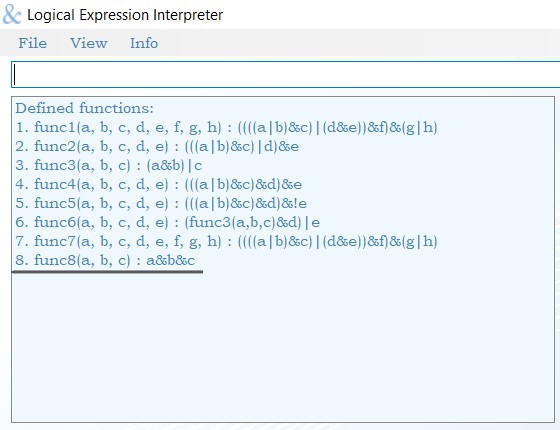 & Logical Expression Interpreter
File View Info
Defined functions:
1. func1(a, b, c, d, e, f, g, h) : ((((a|b)&c)|(d&e))&f)&(g|h)
2. func2(a, b, c, d, e) : (((a|b)&c)|d)&e
3. func3(a, b, c) : (a&b)|c
4. func4(a, b, c, d, e) : (((a|b)&c)&d)&e
5. func5(a, b, c, d, e) : (((a|b)&c)&d)&!e
6. func6(a, b, c, d, e) : (func3(a,b,c)&d)|e
7. func7(a, b, c, d, e, f, g, h) : ((((a|b)&c)|(d&e))&f)&(g|h)
8. func8(a, b, c) : a&b&c